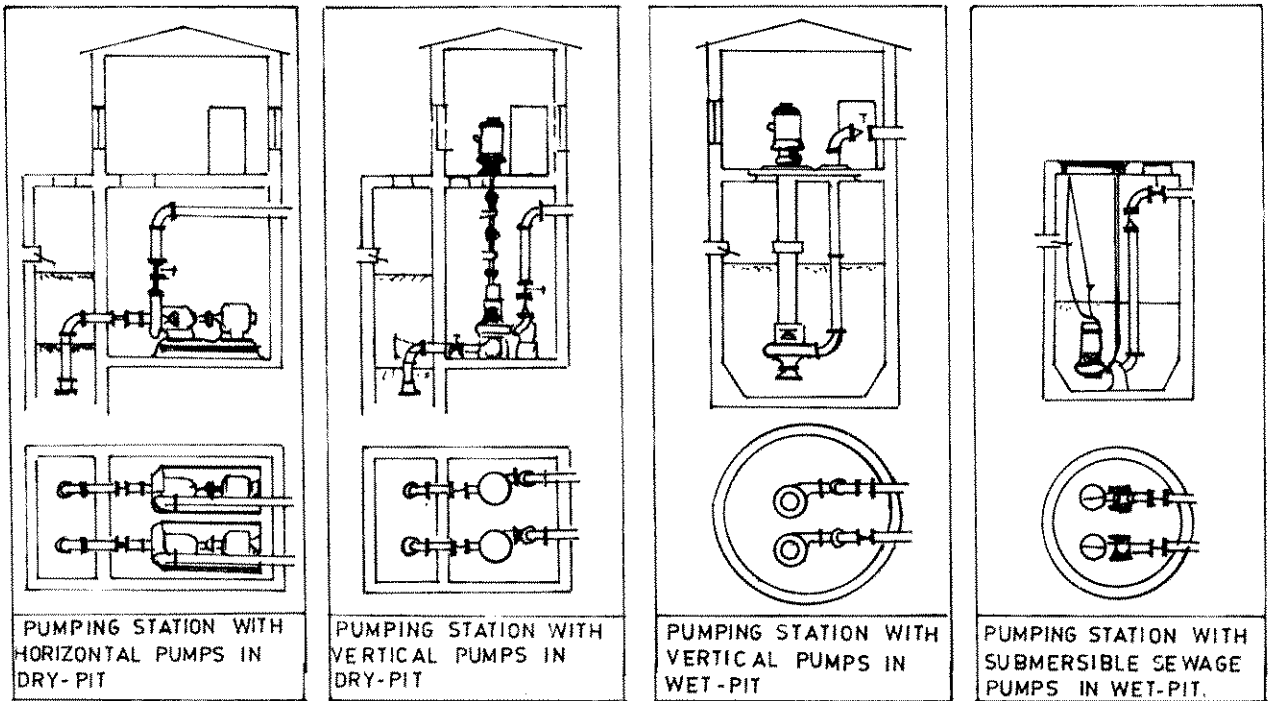 PUMPING STATION WITH
HORIZONTAL PUMPS IN
DRY-PIT
PUMPING STATION WITH
VERTICAL PUMPS IN
DRY-PIT
PUMPING STATION WITH
VERTICAL PUMPS IN
WET-PIT
PUMPING STATION WITH
SUBMERSIBLE SEWAGE
PUMPS IN WET-PIT.